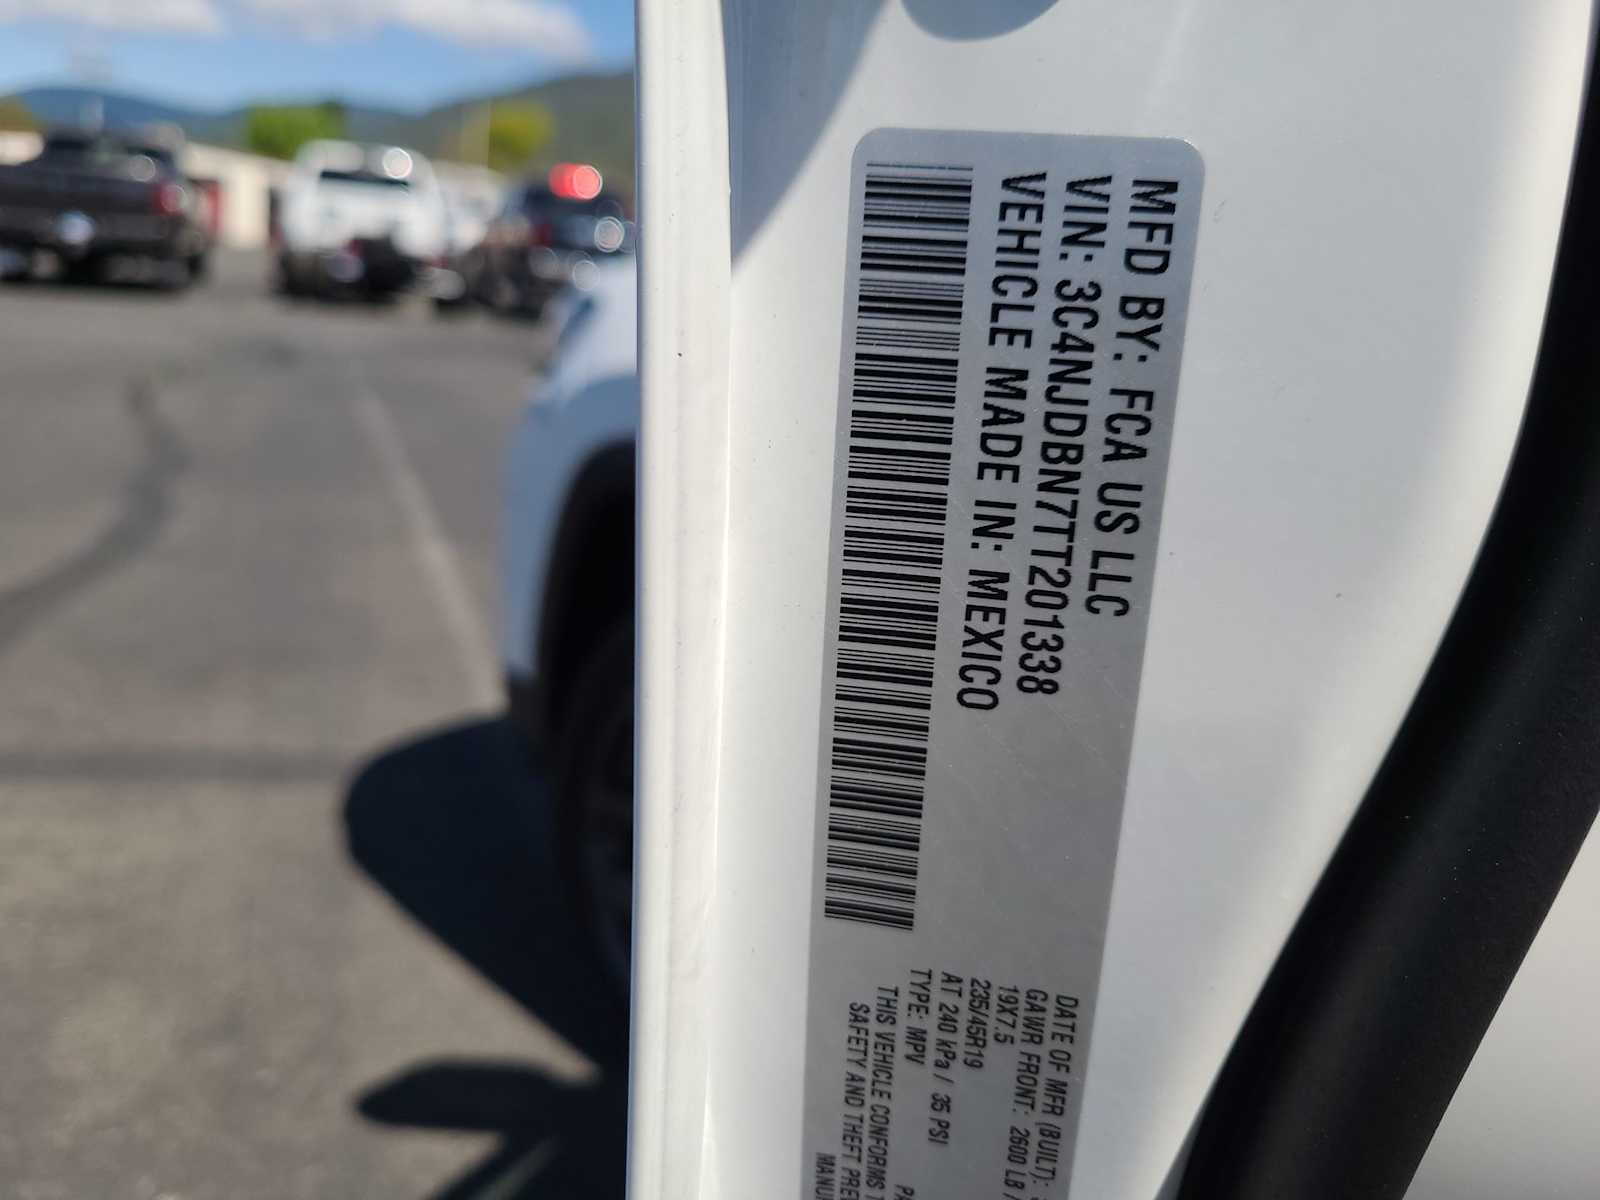 MFD BY: FCA US LLC
VIN: 3C4NJDBN7TT201338
VEHICLE MADE IN: MEXICO
DATE OF MFR (BUILT):
GAWR FRONT: 2600 LB /
19X7.5
235/45R19
AT 240 kPa / 35 PSI
TYPE: MPV
THIS VEHICLE CONFORMS
SAFETY AND THEFT